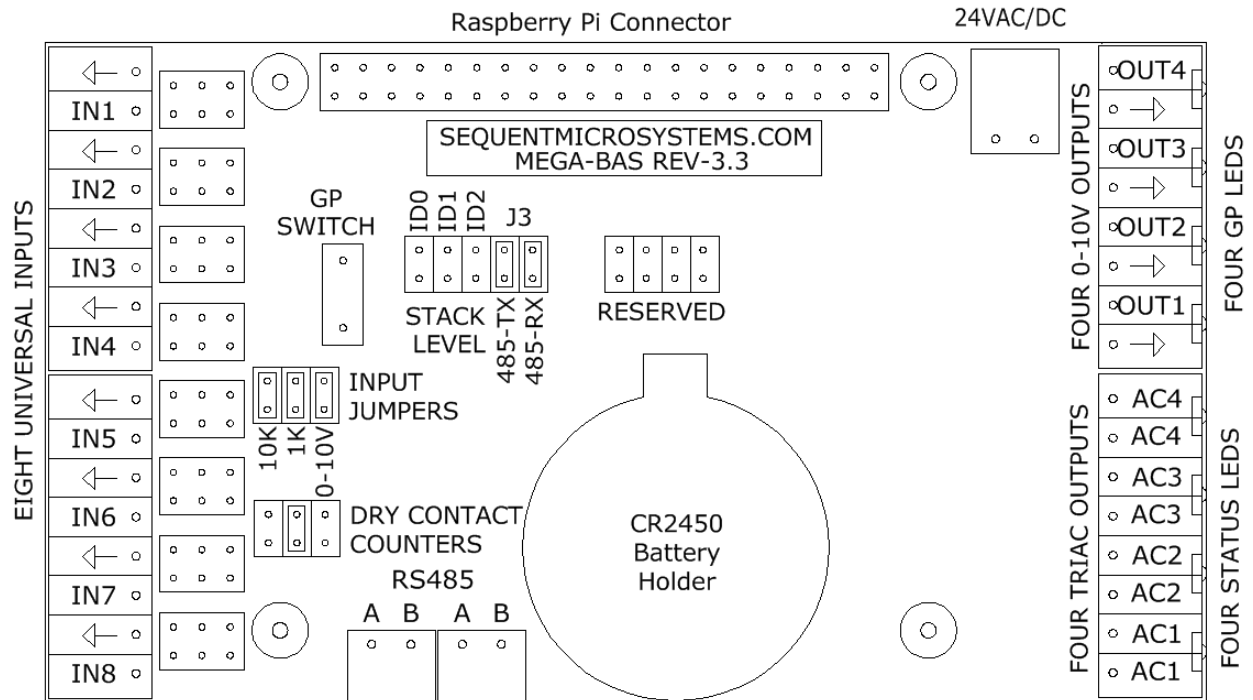 Raspberry Pi Connector
24VAC/DC
SEQUENTMICROSYSTEMS.COM
MEGA-BAS REV-3.3
EIGHT UNIVERSAL INPUTS
IN1
IN2
IN3
IN4
IN5
IN6
IN7
IN8
GP
SWITCH
ID0
ID1
ID2
J3
STACK
LEVEL
485-TX
485-RX
RESERVED
INPUT
JUMPERS
10K
1K
0-10V
DRY CONTACT
COUNTERS
RS485
A B A B
CR2450
Battery
Holder
FOUR 0-10V OUTPUTS
OUT4
OUT3
OUT2
OUT1
FOUR GP LEDS
FOUR TRIAC OUTPUTS
AC4
AC4
AC3
AC3
AC2
AC2
AC1
AC1
FOUR STATUS LEDS